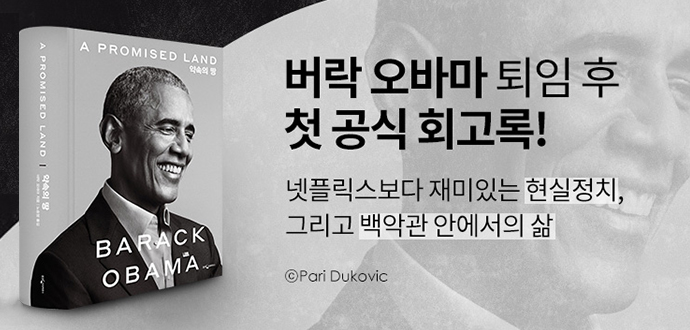 A PROMISED LAND
약속의 땅
BARACK
OBAMA
A PROMISED LAND
약속의 땅
버락 오바마 퇴임 후
첫 공식 회고록!
넷플릭스보다 재미있는 현실정치,
그리고 백악관 안에서의 삶
©Pari Dukovic